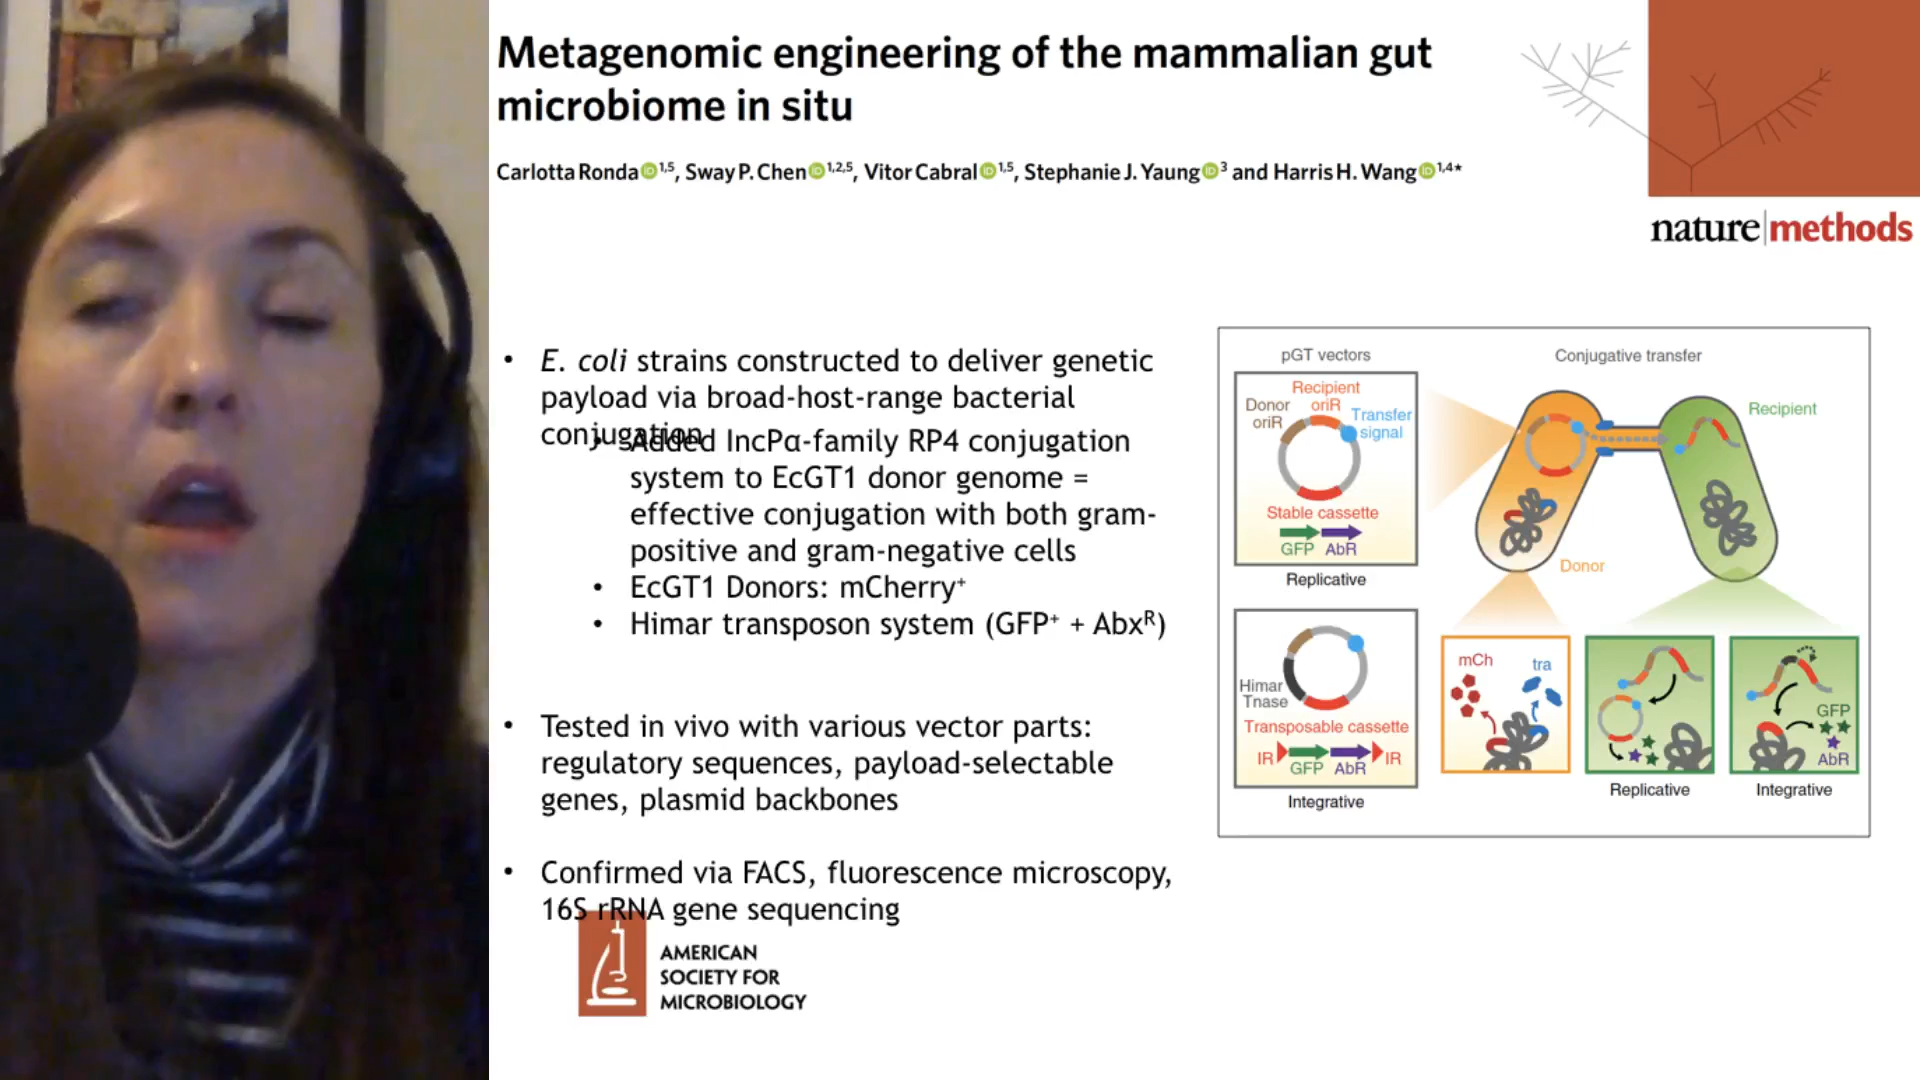 Metagenomic engineering of the mammalian gut
microbiome in situ
Carlotta Ronda iD 1,5, Sway P. Chen iD 1,2,5, Vitor Cabral iD 1,5, Stephanie J. Yaung iD 3 and Harris H. Wang iD 1,4*
nature|methods
• E. coli strains constructed to deliver genetic
payload via broad-host-range bacterial
conjugation
• Added IncPα-family RP4 conjugation
system to EcGT1 donor genome =
effective conjugation with both gram-
positive and gram-negative cells
• EcGT1 Donors: mCherry⁺
• Himar transposon system (GFP⁺ + Abxᴿ)
• Tested in vivo with various vector parts:
regulatory sequences, payload-selectable
genes, plasmid backbones
• Confirmed via FACS, fluorescence microscopy,
16S rRNA gene sequencing
AMERICAN
SOCIETY FOR
MICROBIOLOGY
pGT vectors
Recipient
oriR
Donor
oriR
Transfer
signal
Stable cassette
GFP AbR
Replicative
Himar
Tnase
Transposable cassette
IR GFP AbR IR
Integrative
Conjugative transfer
Recipient
Donor
mCh
tra
Replicative
GFP
AbR
Integrative